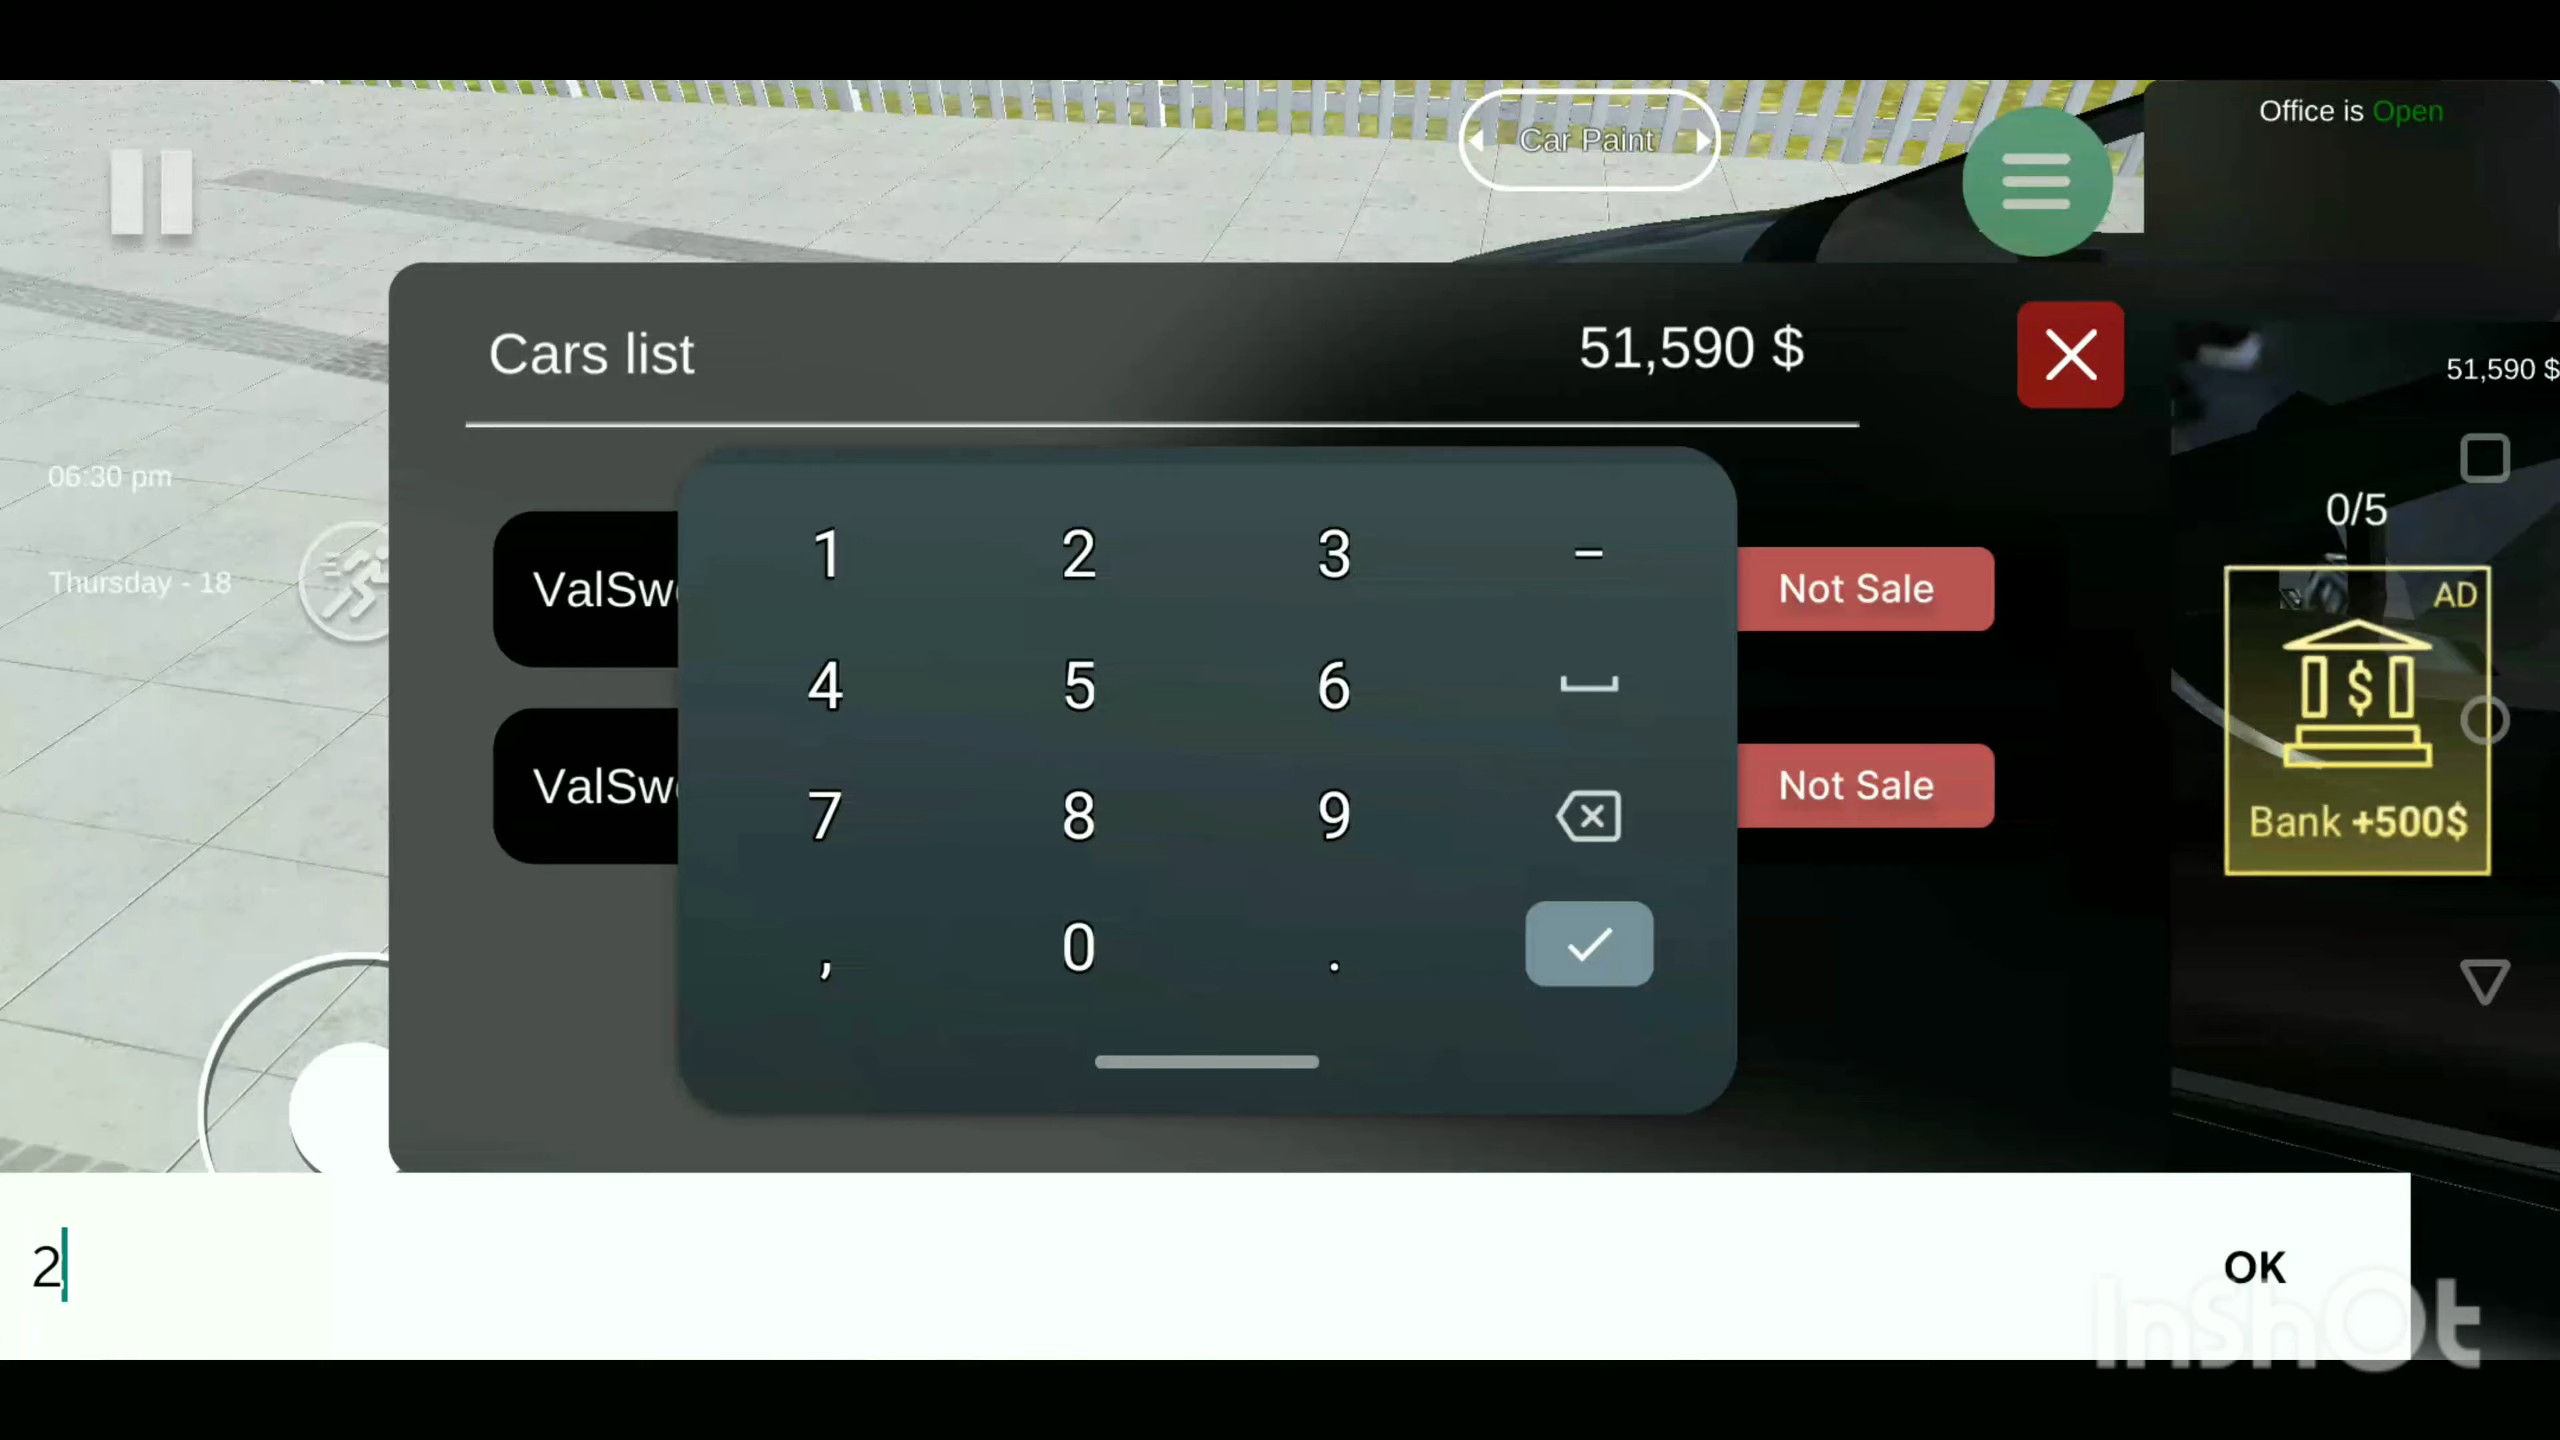 Office is Open
Car Paint
Cars list
51,590 $
51,590 $
06:30 pm
0/5
Thursday - 18
ValSw
Not Sale
AD
Bank +500$
ValSw
Not Sale
1 2 3 -
4 5 6
7 8 9
, 0 .
2
OK
InShOt